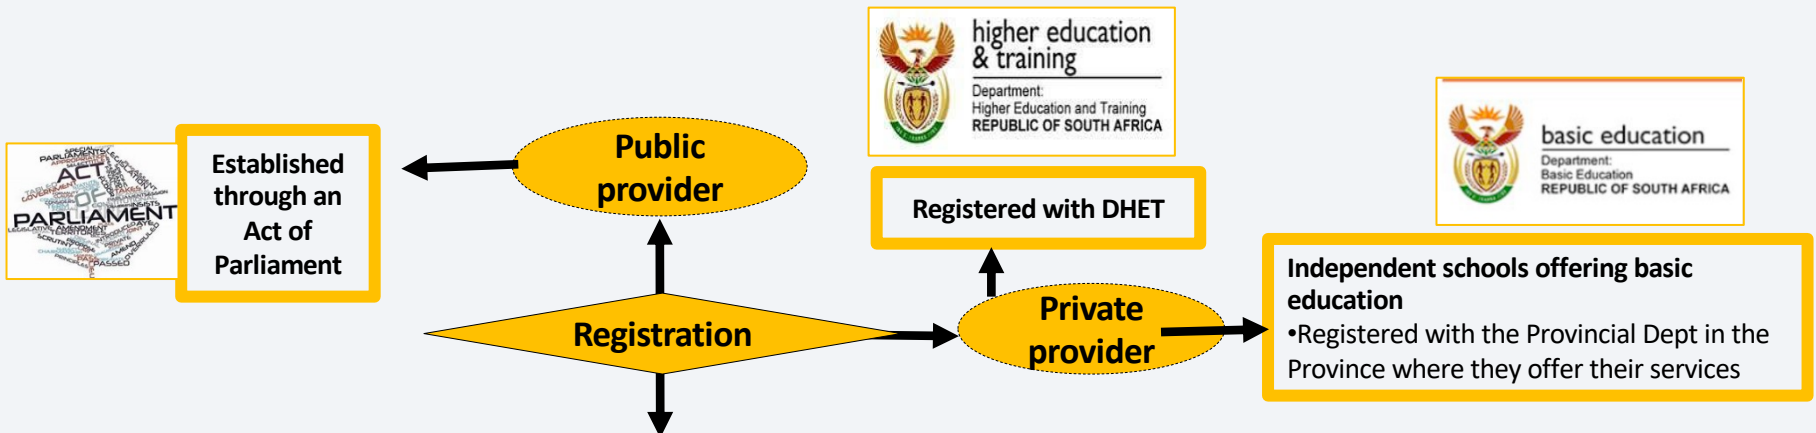 higher education
& training
Department:
Higher Education and Training
REPUBLIC OF SOUTH AFRICA
basic education
Department:
Basic Education
REPUBLIC OF SOUTH AFRICA
ACT
OF
PARLIAMENT
Established
through an
Act of
Parliament
Public
provider
Registered with DHET
Registration
Private
provider
Independent schools offering basic
education
•Registered with the Provincial Dept in the
Province where they offer their services